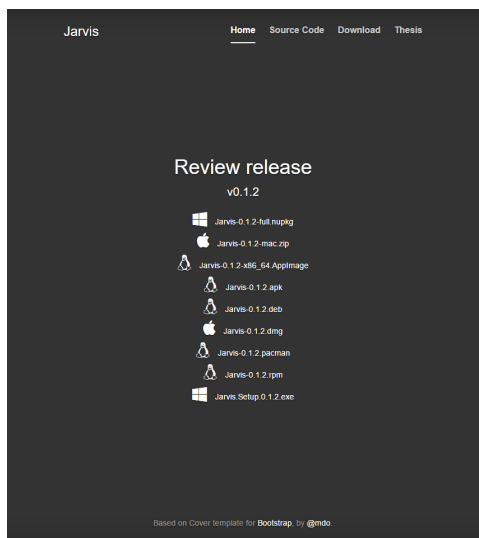 Jarvis
Home Source Code Download Thesis
Review release
v0.1.2
Jarvis-0.1.2-full.nupkg
Jarvis-0.1.2-mac.zip
Jarvis-0.1.2-x86_64.AppImage
Jarvis-0.1.2.apk
Jarvis-0.1.2.deb
Jarvis-0.1.2.dmg
Jarvis-0.1.2.pacman
Jarvis-0.1.2.rpm
Jarvis.Setup.0.1.2.exe
Based on Cover template for Bootstrap, by @mdo.